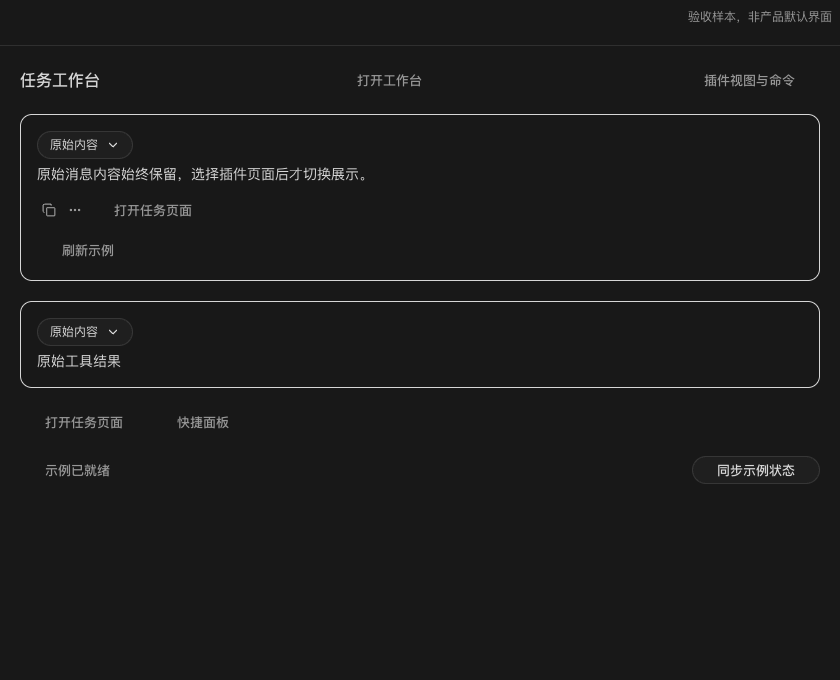 验收样本，非产品默认界面
任务工作台 打开工作台 插件视图与命令
原始内容
原始消息内容始终保留，选择插件页面后才切换展示。
打开任务页面
刷新示例
原始内容
原始工具结果
打开任务页面 快捷面板
示例已就绪 同步示例状态